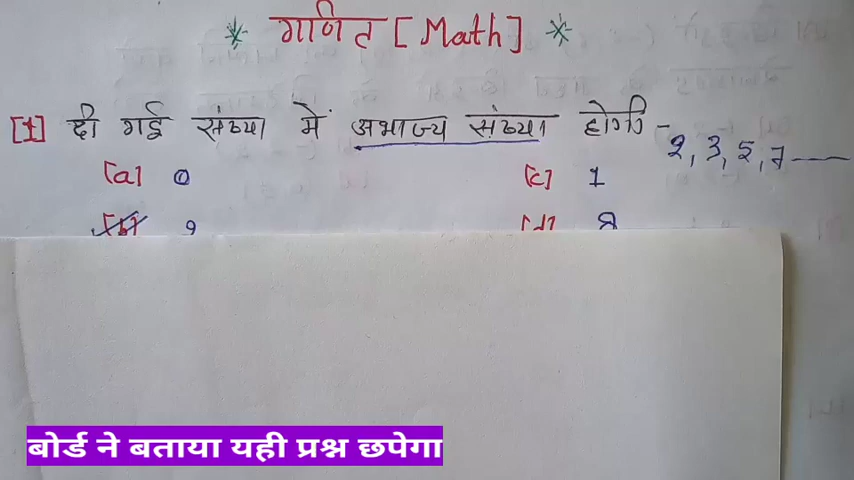 * गणित [Math] *
[1] दी गई संख्या में अभाज्य संख्या होगी -
2, 3, 5, 7
[a] 0 [c] 1
[b] [d]
बोर्ड ने बताया यही प्रश्न छपेगा